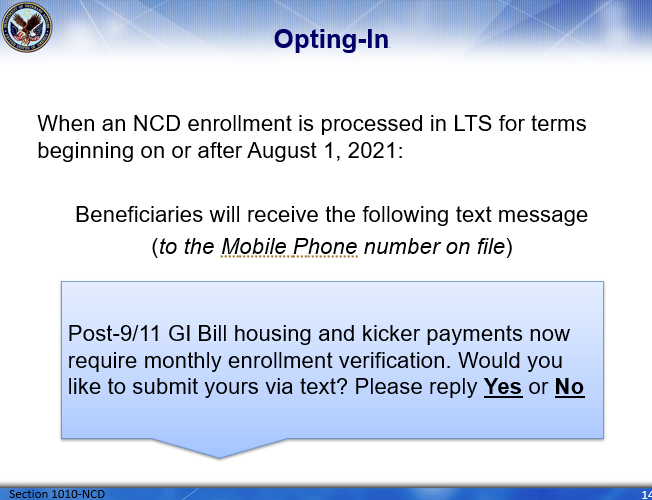 Opting-In
When an NCD enrollment is processed in LTS for terms
beginning on or after August 1, 2021:
Beneficiaries will receive the following text message
(to the Mobile Phone number on file)
Post-9/11 GI Bill housing and kicker payments now
require monthly enrollment verification. Would you
like to submit yours via text? Please reply Yes or No
Section 1010-NCD
14